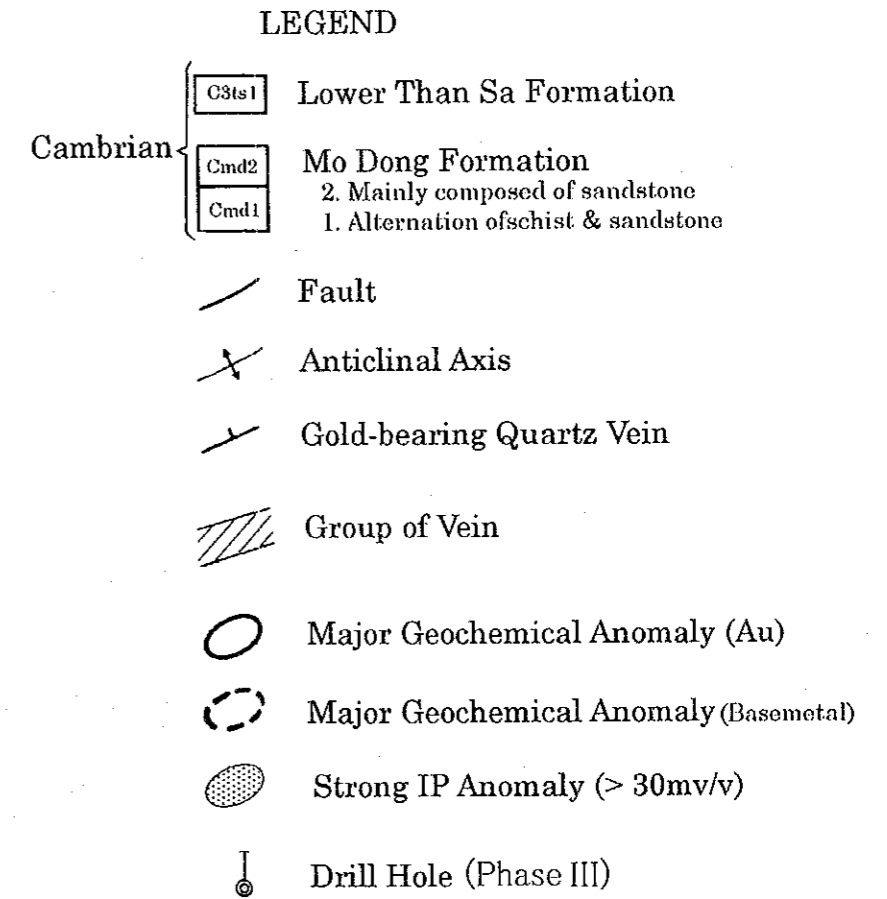 LEGEND
Cambrian
C3ts1 Lower Than Sa Formation
Cmd2 Mo Dong Formation
2. Mainly composed of sandstone
Cmd1 1. Alternation ofschist & sandstone
Fault
Anticlinal Axis
Gold-bearing Quartz Vein
Group of Vein
Major Geochemical Anomaly (Au)
Major Geochemical Anomaly (Basemetal)
Strong IP Anomaly (> 30mv/v)
Drill Hole (Phase III)